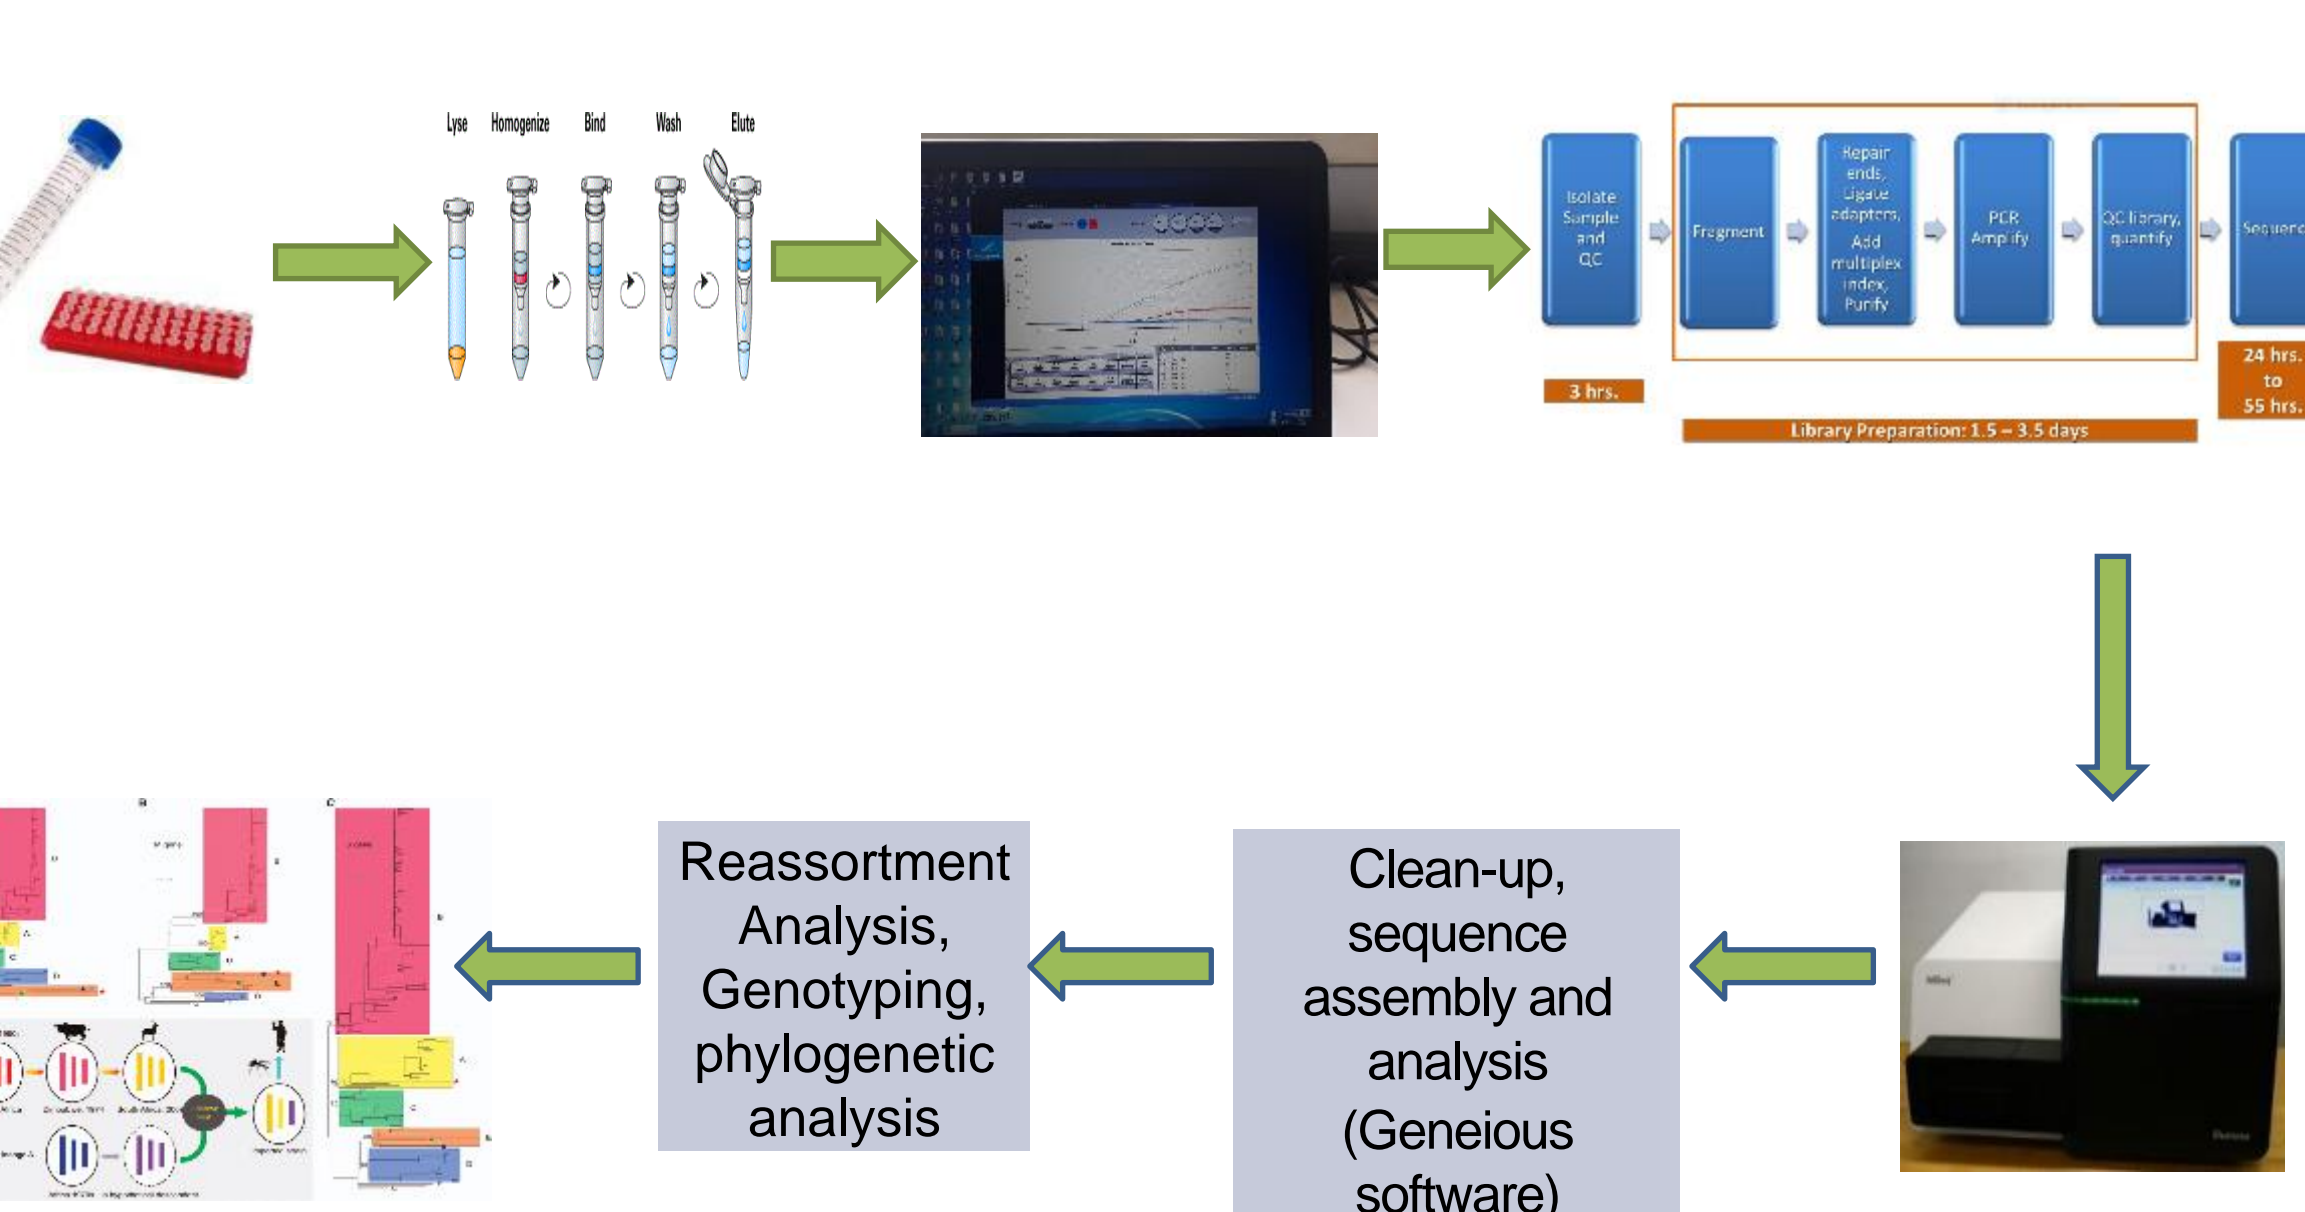 Lyse Homogenize Bind Wash Elute
Isolate
Sample
and
QC
Fregment
Repair
ends,
Ligate
adapters,
Add
multiplex
index,
Purify
PCR
Amplify
QC library,
quantify
Sequenc
3 hrs.
24 hrs.
to
55 hrs.
Library Preparation: 1.5 – 3.5 days
Clean-up,
sequence
assembly and
analysis
(Geneious
software)
Reassortment
Analysis,
Genotyping,
phylogenetic
analysis
B
C